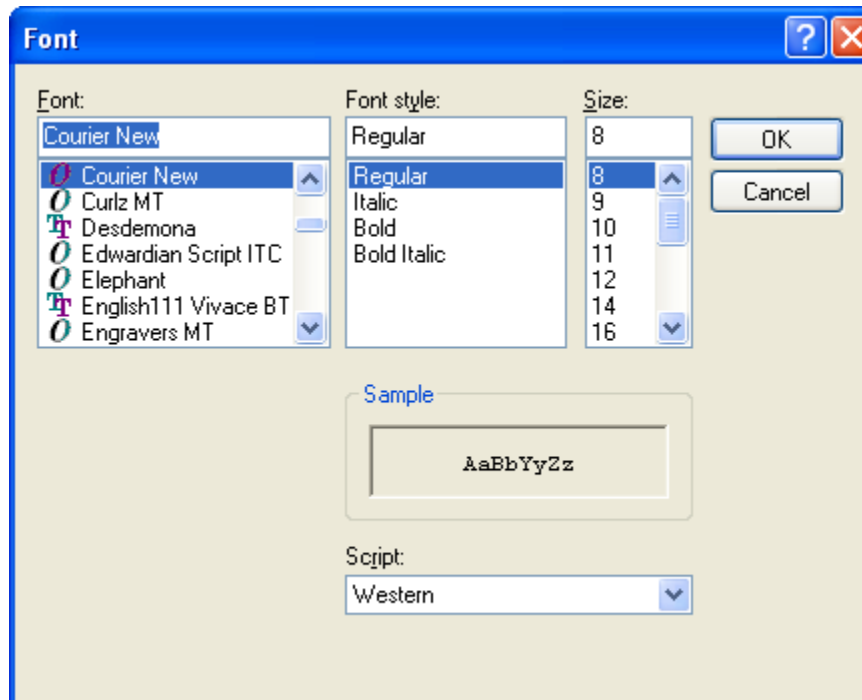 Font
Font: Font style: Size:
Courier New Regular 8 OK
Courier New Regular 8 Cancel
Curlz MT Italic 9
Desdemona Bold 10
Edwardian Script ITC Bold Italic 11
Elephant 12
English111 Vivace BT 14
Engravers MT 16
Sample
AaBbYyZz
Script:
Western